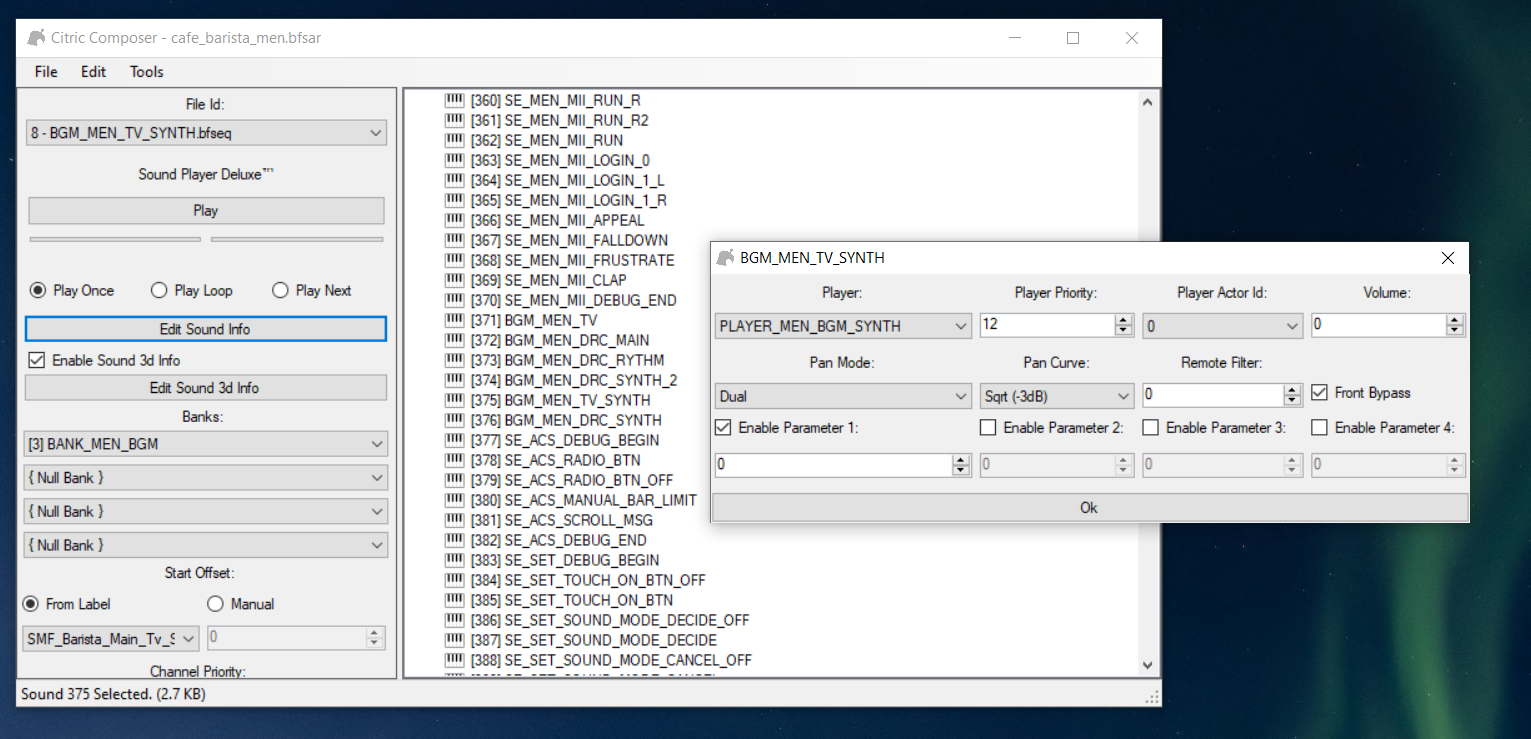 Citric Composer - cafe_barista_men.bfsar
File Edit Tools
File Id:
8 - BGM_MEN_TV_SYNTH.bfseq
Sound Player Deluxe™
Play
Play Once Play Loop Play Next
Edit Sound Info
Enable Sound 3d Info
Edit Sound 3d Info
Banks:
[3] BANK_MEN_BGM
{ Null Bank }
{ Null Bank }
{ Null Bank }
Start Offset:
From Label Manual
SMF_Barista_Main_Tv_S 0
Channel Priority:
[360] SE_MEN_MII_RUN_R
[361] SE_MEN_MII_RUN_R2
[362] SE_MEN_MII_RUN
[363] SE_MEN_MII_LOGIN_0
[364] SE_MEN_MII_LOGIN_1_L
[365] SE_MEN_MII_LOGIN_1_R
[366] SE_MEN_MII_APPEAL
[367] SE_MEN_MII_FALLDOWN
[368] SE_MEN_MII_FRUSTRATE
[369] SE_MEN_MII_CLAP
[370] SE_MEN_MII_DEBUG_END
[371] BGM_MEN_TV
[372] BGM_MEN_DRC_MAIN
[373] BGM_MEN_DRC_RYTHM
[374] BGM_MEN_DRC_SYNTH_2
[375] BGM_MEN_TV_SYNTH
[376] BGM_MEN_DRC_SYNTH
[377] SE_ACS_DEBUG_BEGIN
[378] SE_ACS_RADIO_BTN
[379] SE_ACS_RADIO_BTN_OFF
[380] SE_ACS_MANUAL_BAR_LIMIT
[381] SE_ACS_SCROLL_MSG
[382] SE_ACS_DEBUG_END
[383] SE_SET_DEBUG_BEGIN
[384] SE_SET_TOUCH_ON_BTN_OFF
[385] SE_SET_TOUCH_ON_BTN
[386] SE_SET_SOUND_MODE_DECIDE_OFF
[387] SE_SET_SOUND_MODE_DECIDE
[388] SE_SET_SOUND_MODE_CANCEL_OFF
Sound 375 Selected. (2.7 KB)
BGM_MEN_TV_SYNTH
Player: Player Priority: Player Actor Id: Volume:
PLAYER_MEN_BGM_SYNTH 12 0 0
Pan Mode: Pan Curve: Remote Filter:
Dual Sqrt (-3dB) 0 Front Bypass
Enable Parameter 1: Enable Parameter 2: Enable Parameter 3: Enable Parameter 4:
0 0 0 0
Ok